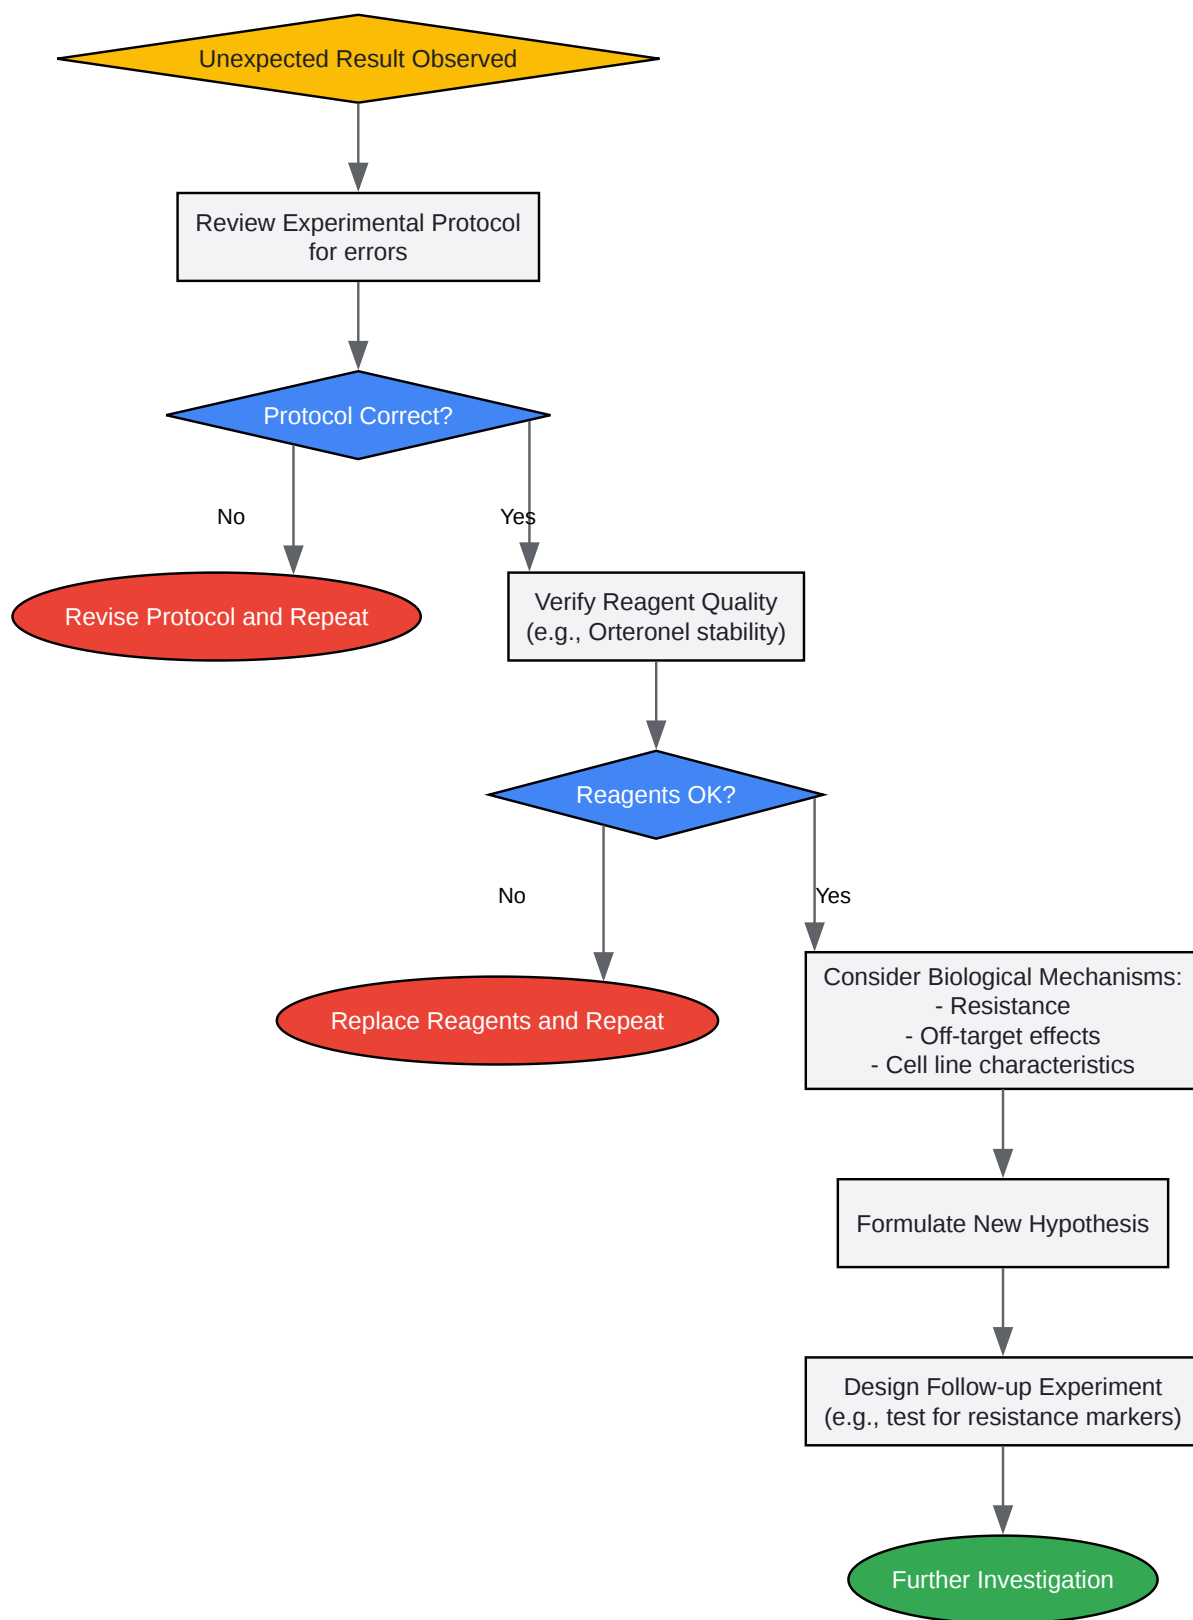 Unexpected Result Observed
Review Experimental Protocol
for errors
Protocol Correct?
No
Yes
Revise Protocol and Repeat
Verify Reagent Quality
(e.g., Orteronel stability)
Reagents OK?
No
Yes
Replace Reagents and Repeat
Consider Biological Mechanisms:
- Resistance
- Off-target effects
- Cell line characteristics
Formulate New Hypothesis
Design Follow-up Experiment
(e.g., test for resistance markers)
Further Investigation